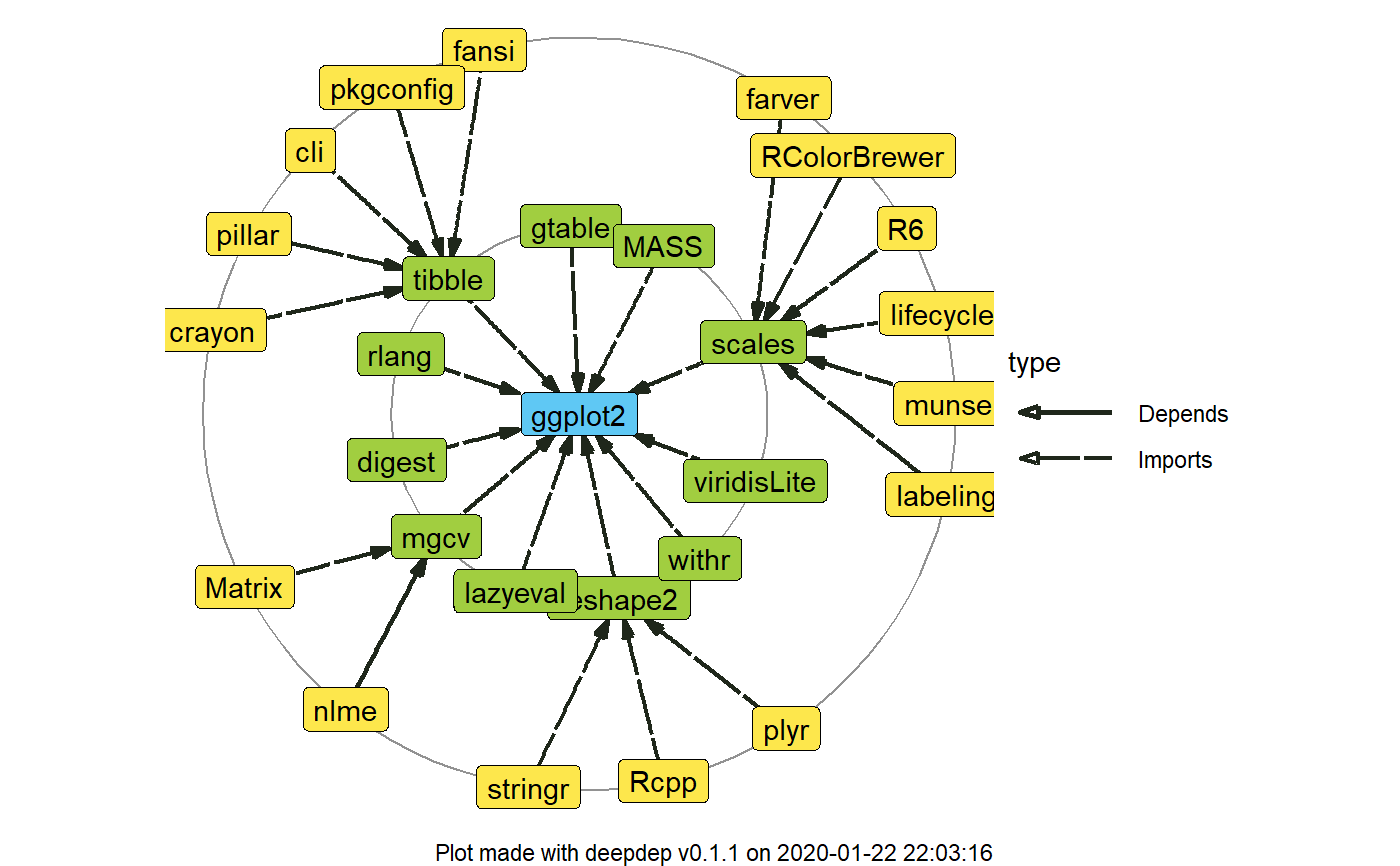 fansi
pkgconfig
farver
cli
RColorBrewer
pillar
gtable
MASS
R6
tibble
crayon
lifecycle
rlang
scales
type
ggplot2
munse
Depends
digest
viridisLite
Imports
labeling
mgcv
withr
Matrix
lazyeval
eshape2
nlme
plyr
stringr
Rcpp
Plot made with deepdep v0.1.1 on 2020-01-22 22:03:16